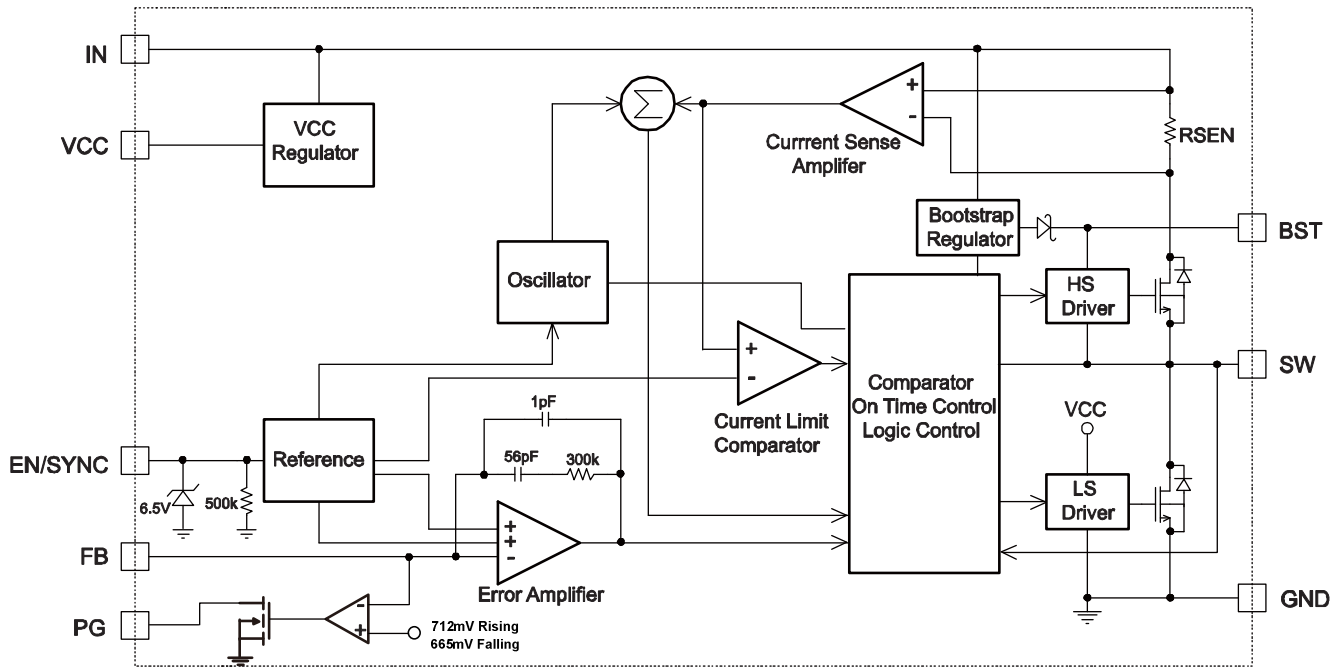 IN
VCC
VCC
Regulator
Σ
+
-
Currrent Sense
Amplifer
RSEN
Bootstrap
Regulator
BST
Oscillator
HS
Driver
+
-
Current Limit
Comparator
Comparator
On Time Control
Logic Control
SW
VCC
LS
Driver
1pF
56pF
300k
EN/SYNC
Reference
6.5V
500k
+
+
-
Error Amplifier
FB
PG
-
+
712mV Rising
665mV Falling
GND